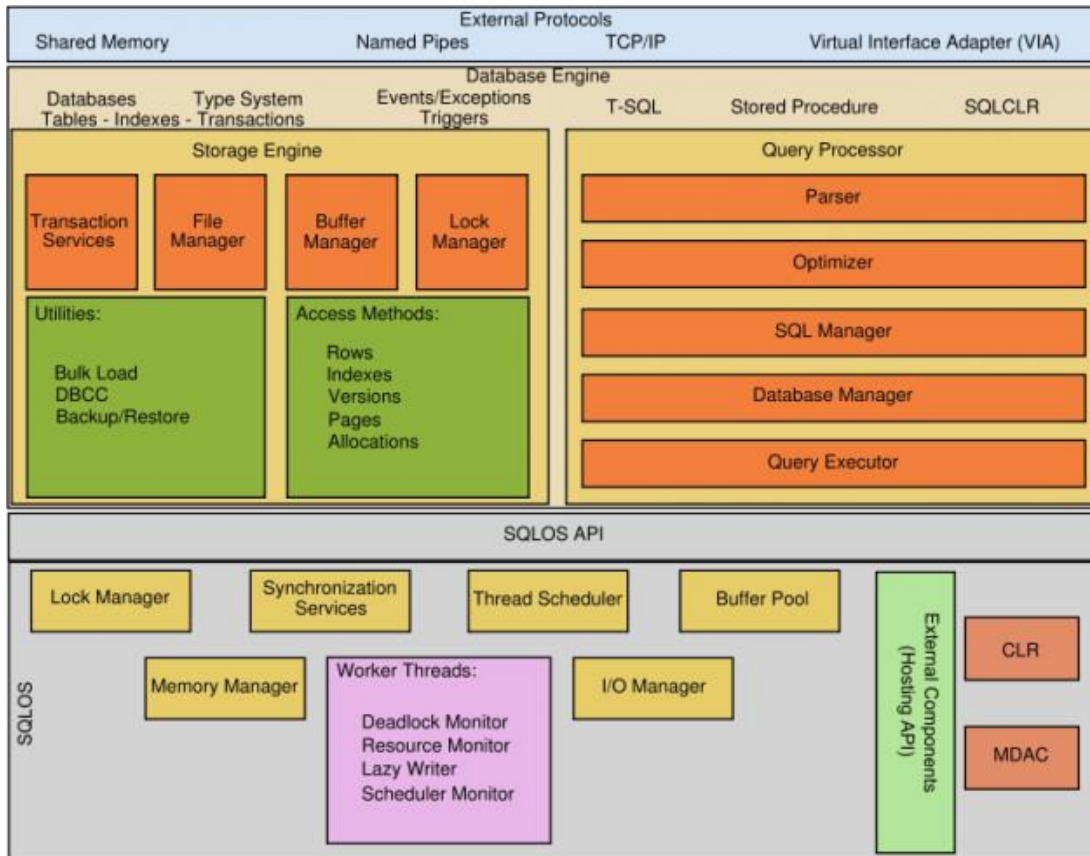 External Protocols
Shared Memory Named Pipes TCP/IP Virtual Interface Adapter (VIA)
Database Engine
Databases Type System Events/Exceptions T-SQL Stored Procedure SQLCLR
Tables - Indexes - Transactions Triggers
Storage Engine
Transaction
Services
File
Manager
Buffer
Manager
Lock
Manager
Utilities:
Bulk Load
DBCC
Backup/Restore
Access Methods:
Rows
Indexes
Versions
Pages
Allocations
Query Processor
Parser
Optimizer
SQL Manager
Database Manager
Query Executor
SQLOS API
SQLOS
Lock Manager
Synchronization
Services
Thread Scheduler
Buffer Pool
Memory Manager
Worker Threads:
Deadlock Monitor
Resource Monitor
Lazy Writer
Scheduler Monitor
I/O Manager
External Components
(Hosting API)
CLR
MDAC